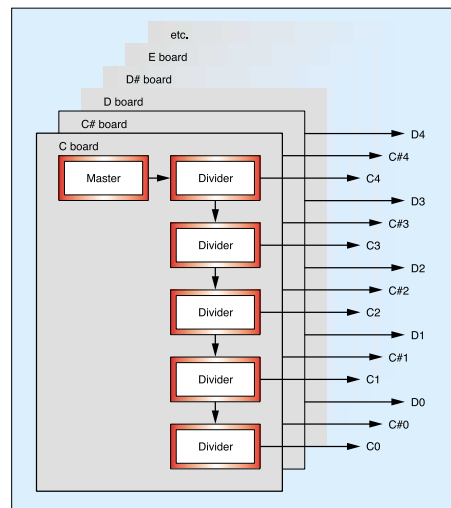 etc.
E board
D# board
D board
C# board
C board
Master
Divider
Divider
Divider
Divider
Divider
D4
C#4
C4
D3
C#3
C3
D2
C#2
C2
D1
C#1
C1
D0
C#0
C0